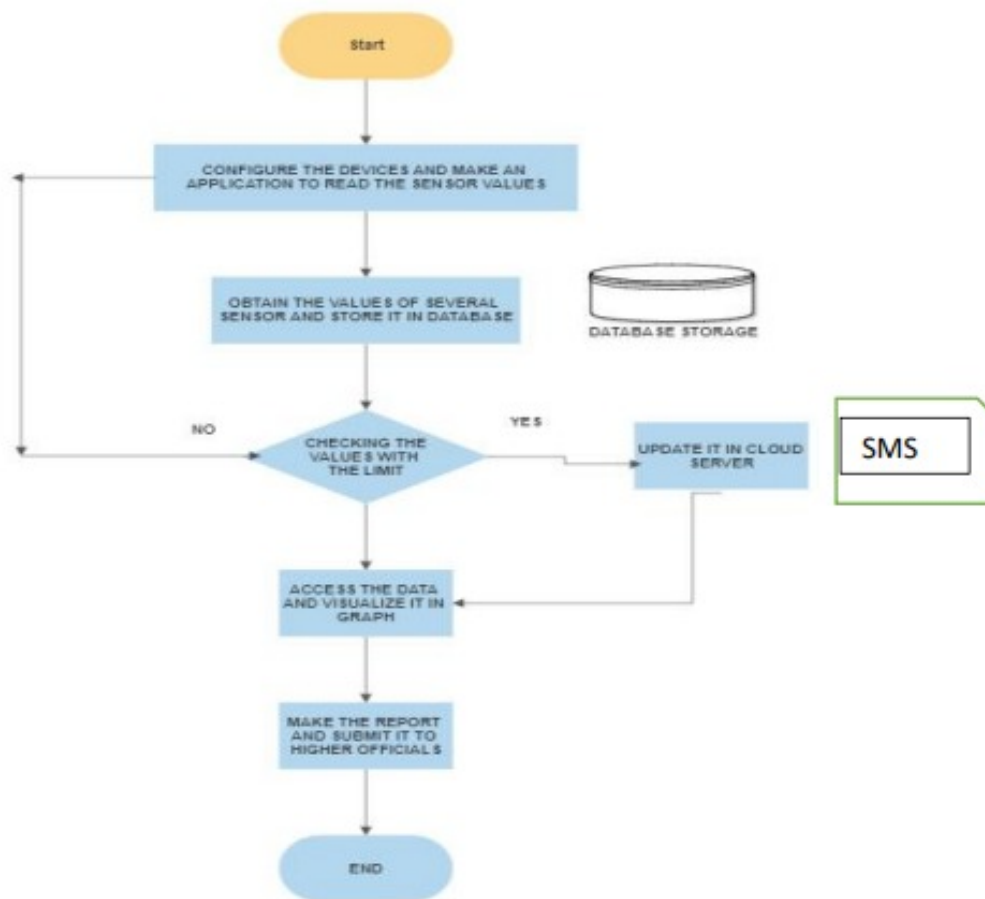 Start
CONFIGURE THE DEVICES AND MAKE AN
APPLICATION TO READ THE SENSOR VALUES
OBTAIN THE VALUES OF SEVERAL
SENSOR AND STORE IT IN DATABASE
DATABASE STORAGE
NO
CHECKING THE
VALUES WITH
THE LIMIT
YES
UPDATE IT IN CLOUD
SERVER
SMS
ACCESS THE DATA
AND VISUALIZE IT IN
GRAPH
MAKE THE REPORT
AND SUBMIT IT TO
HIGHER OFFICIALS
END